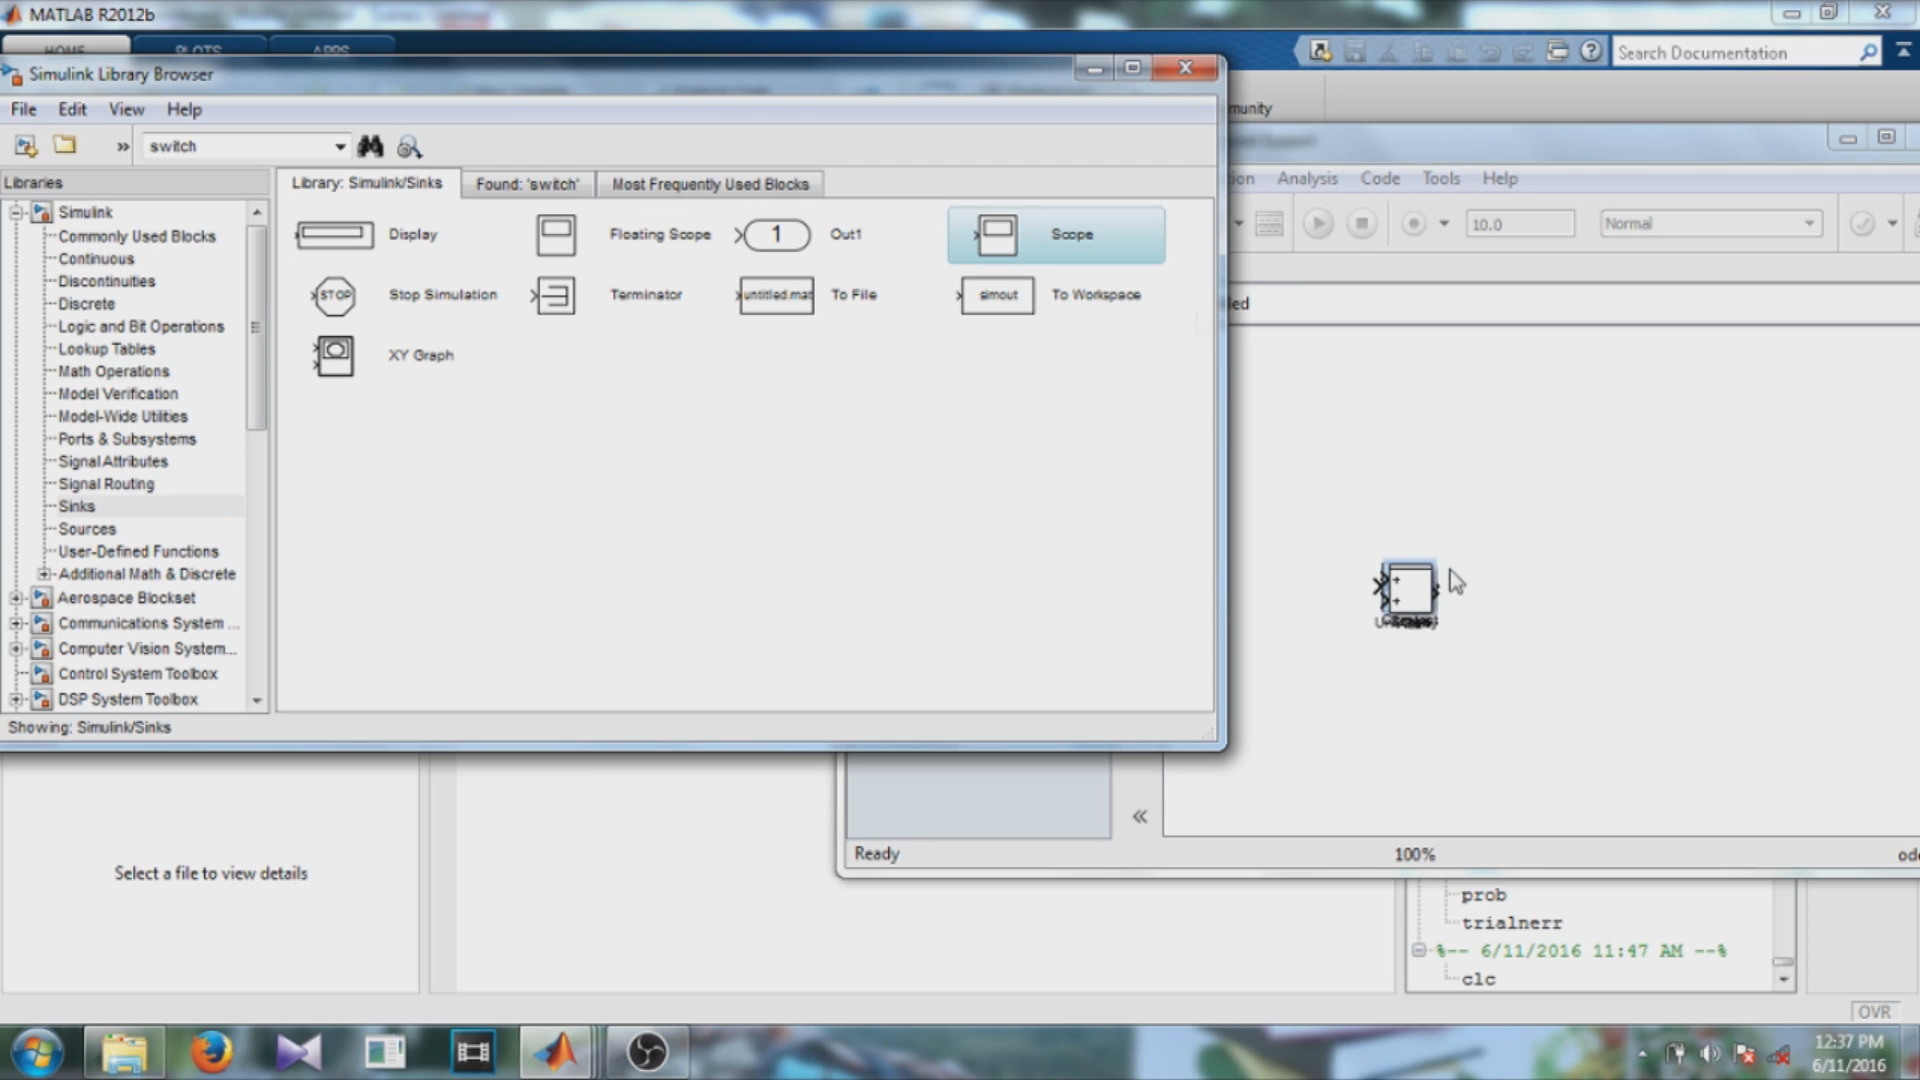 MATLAB R2012b
HOME
PLOTS
APPS
Search Documentation
Simulink Library Browser
File Edit View Help
munity
switch
Libraries
Library: Simulink/Sinks
Found: 'switch'
Most Frequently Used Blocks
Analysis Code Tools Help
10.0
Normal
Simulink
Commonly Used Blocks
Continuous
Discontinuities
Discrete
Logic and Bit Operations
Lookup Tables
Math Operations
Model Verification
Model-Wide Utilities
Ports & Subsystems
Signal Attributes
Signal Routing
Sinks
Sources
User-Defined Functions
Additional Math & Discrete
Aerospace Blockset
Communications System ...
Computer Vision System...
Control System Toolbox
DSP System Toolbox
Display
Floating Scope
1
Out1
Scope
STOP
Stop Simulation
Terminator
untitled.mat
To File
simout
To Workspace
XY Graph
led
Showing: Simulink/Sinks
Select a file to view details
Ready
100%
prob
trialnerr
%-- 6/11/2016 11:47 AM --%
clc
OVR
12:37 PM
6/11/2016